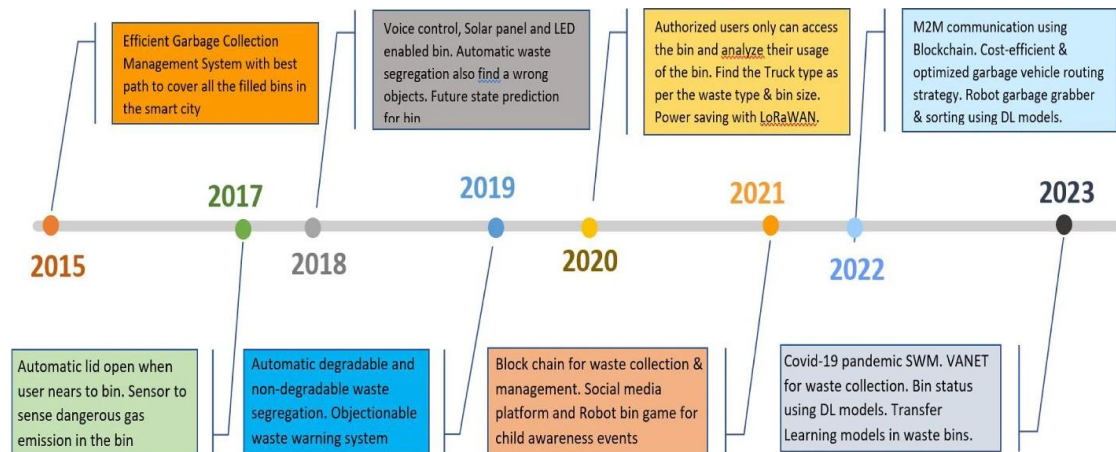 Efficient Garbage Collection
Management System with best
path to cover all the filled bins in
the smart city
Voice control, Solar panel and LED
enabled bin. Automatic waste
segregation also find a wrong
objects. Future state prediction
for bin
Authorized users only can access
the bin and analyze their usage
of the bin. Find the Truck type as
per the waste type & bin size.
Power saving with LoRaWAN.
M2M communication using
Blockchain. Cost-efficient &
optimized garbage vehicle routing
strategy. Robot garbage grabber
& sorting using DL models.
2015
2017
2018
2019
2020
2021
2022
2023
Automatic lid open when
user nears to bin. Sensor to
sense dangerous gas
emission in the bin
Automatic degradable and
non-degradable waste
segregation. Objectionable
waste warning system
Block chain for waste collection &
management. Social media
platform and Robot bin game for
child awareness events
Covid-19 pandemic SWM. VANET
for waste collection. Bin status
using DL models. Transfer
Learning models in waste bins.